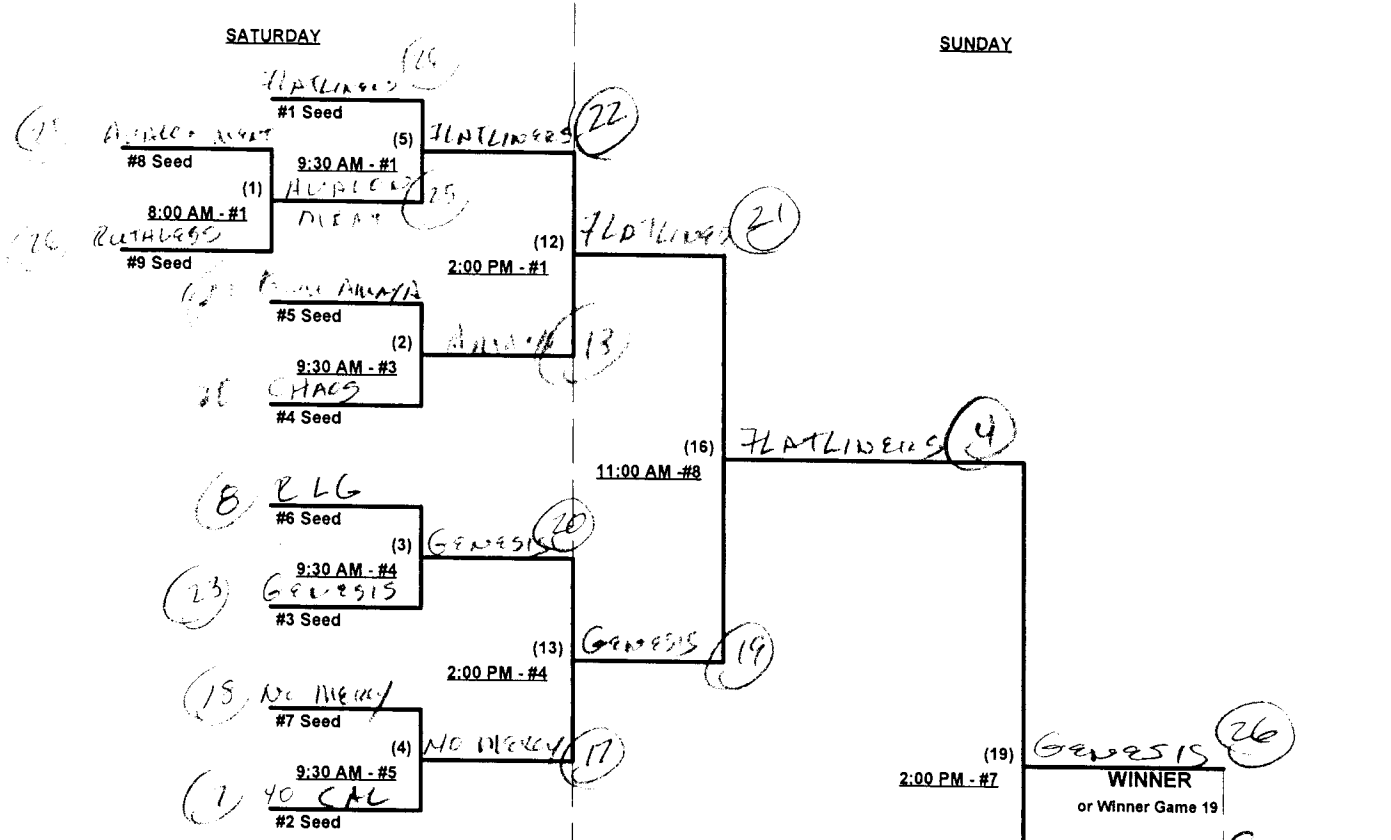 SATURDAY
SUNDAY
FLATLINERS
#1 Seed
(5) FLATLINERS 22
#8 Seed
9:30 AM - #1
(1) AVALON 25
8:00 AM - #1
MEAT
RUTHLESS
#9 Seed
FLATLINERS 21
(12)
2:00 PM - #1
#5 Seed
(2) 13
9:30 AM - #3
CHAOS
#4 Seed
(16) FLATLINERS 4
11:00 AM -#8
8 RLG
#6 Seed
(3) GENESIS 20
9:30 AM - #4
23 GENESIS
#3 Seed
(13) GENESIS 19
2:00 PM - #4
NO MERCY
#7 Seed
(4) NO MERCY 17
9:30 AM - #5
7 40 CAL
#2 Seed
(19) GENESIS 26
2:00 PM - #7
WINNER
or Winner Game 19